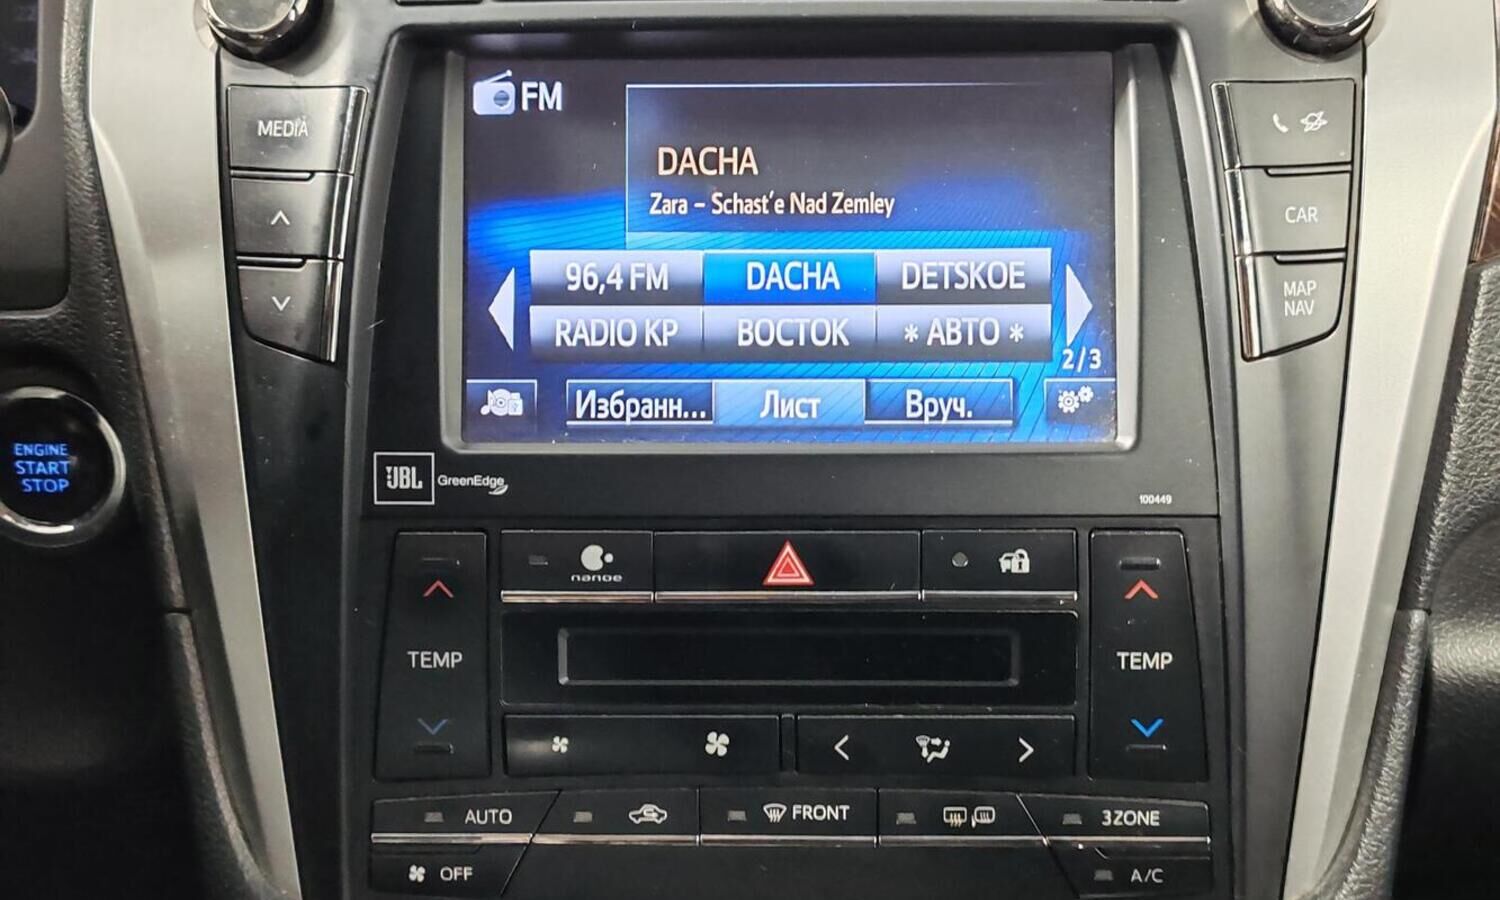 FM
DACHA
Zara – Schast'e Nad Zemley
96,4 FM DACHA DETSKOE
RADIO KP ВОСТОК * АВТО *
2/3
Избранн... Лист Вруч.
MEDIA
CAR
MAP
NAV
ENGINE
START
STOP
JBL GreenEdge
100449
nanoe
TEMP
TEMP
AUTO
FRONT
3ZONE
OFF
A/C